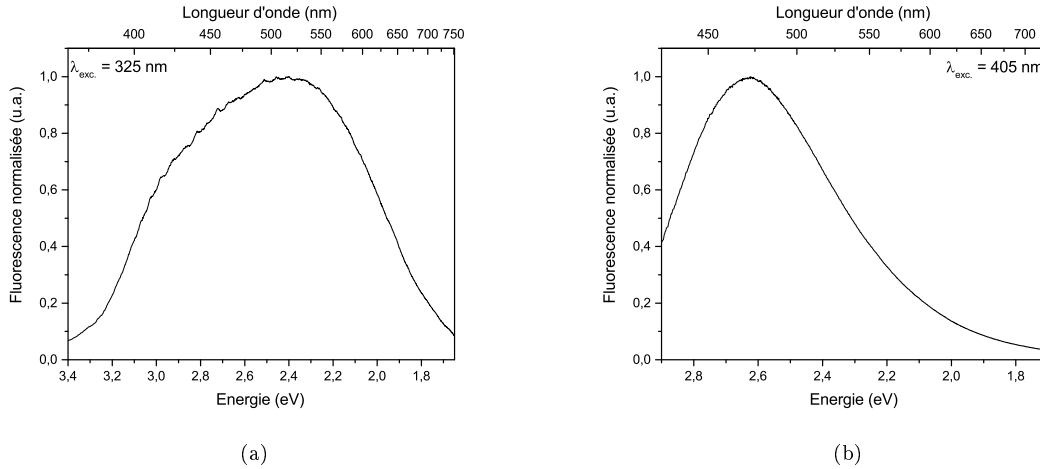 Longueur d'onde (nm)
400 450 500 550 600 650 700 750
λexc. = 325 nm
Fluorescence normalisée (u.a.)
1,0
0,8
0,6
0,4
0,2
0,0
3,4 3,2 3,0 2,8 2,6 2,4 2,2 2,0 1,8
Energie (eV)
(a)
Longueur d'onde (nm)
450 500 550 600 650 700
λexc. = 405 nm
Fluorescence normalisée (u.a.)
1,0
0,8
0,6
0,4
0,2
0,0
2,8 2,6 2,4 2,2 2,0 1,8
Energie (eV)
(b)